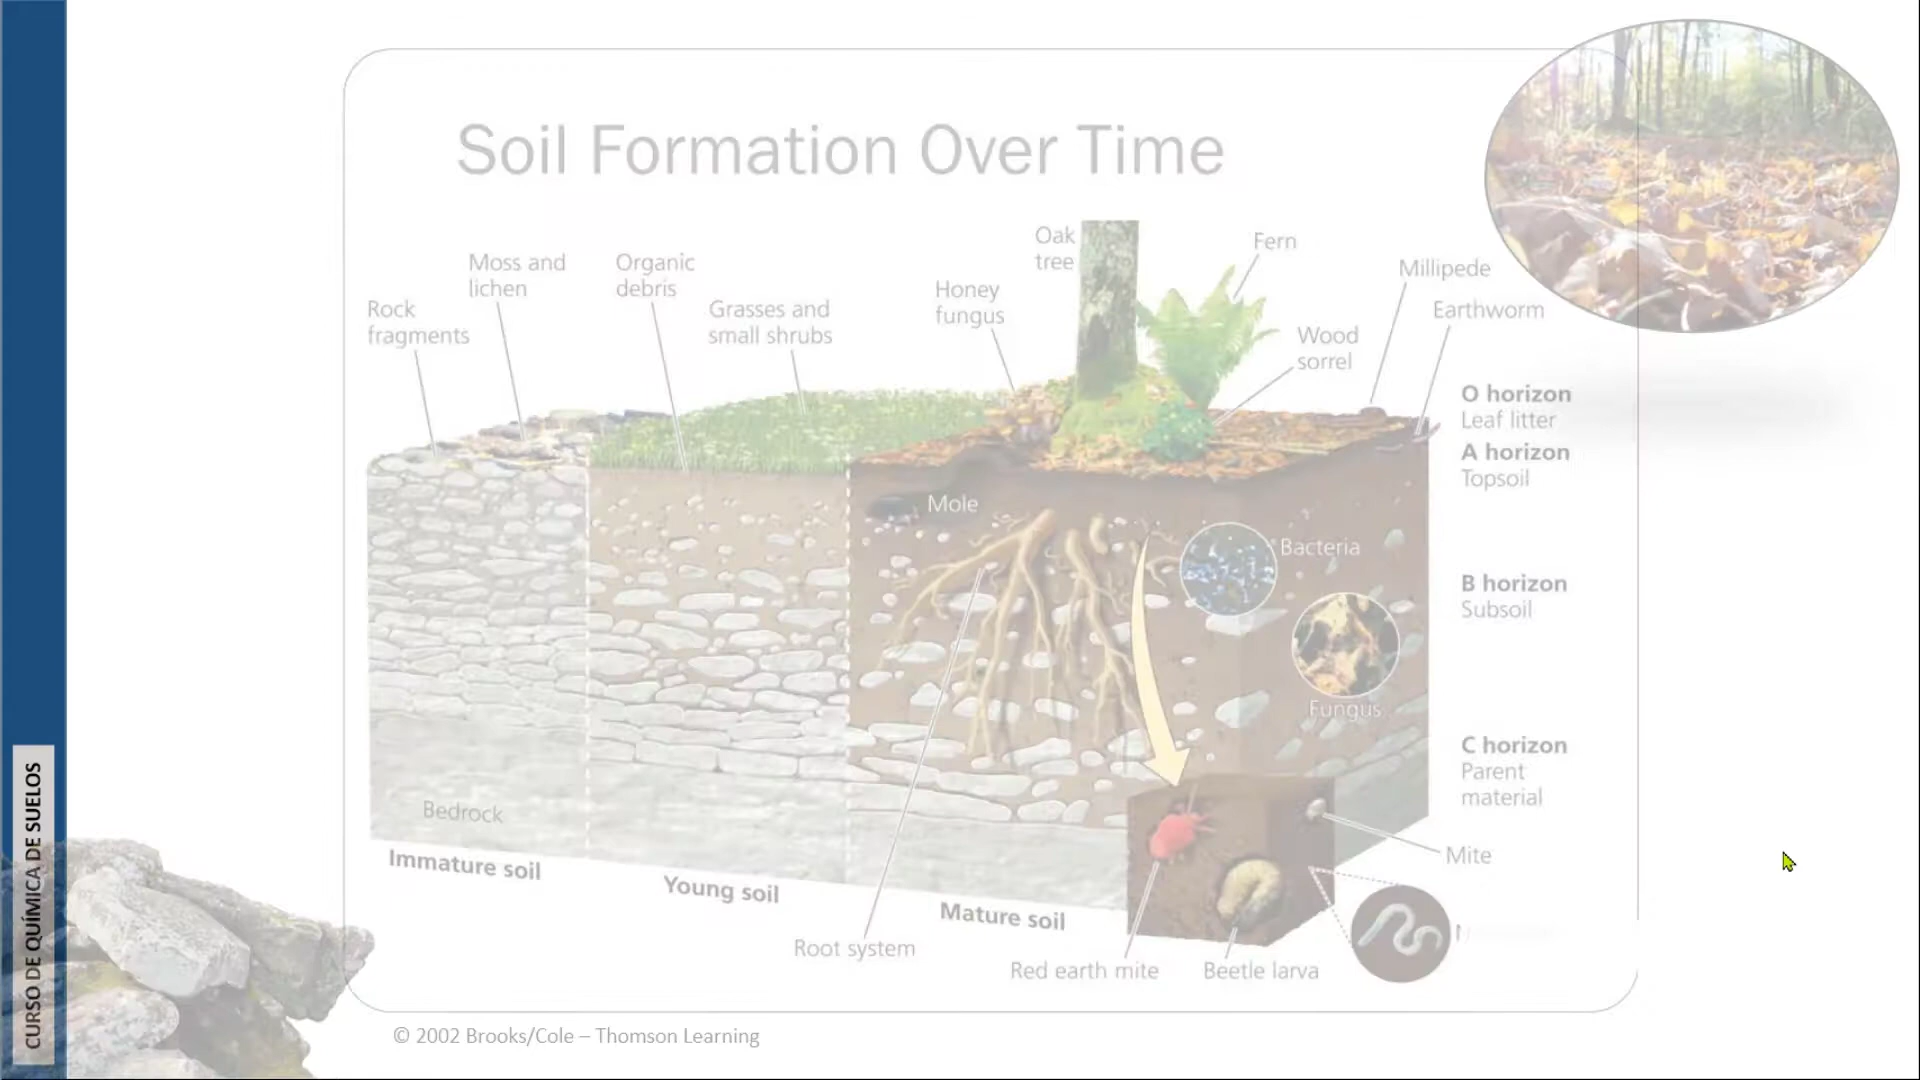 Soil Formation Over Time
Oak
tree
Fern
Moss and
lichen
Organic
debris
Millipede
Honey
fungus
Rock
fragments
Grasses and
small shrubs
Earthworm
Wood
sorrel
O horizon
Leaf litter
A horizon
Topsoil
Mole
Bacteria
B horizon
Subsoil
Fungus
C horizon
Parent
material
Bedrock
Mite
Immature soil
Young soil
Mature soil
Root system
Red earth mite
Beetle larva
© 2002 Brooks/Cole – Thomson Learning
CURSO DE QUÍMICA DE SUELOS